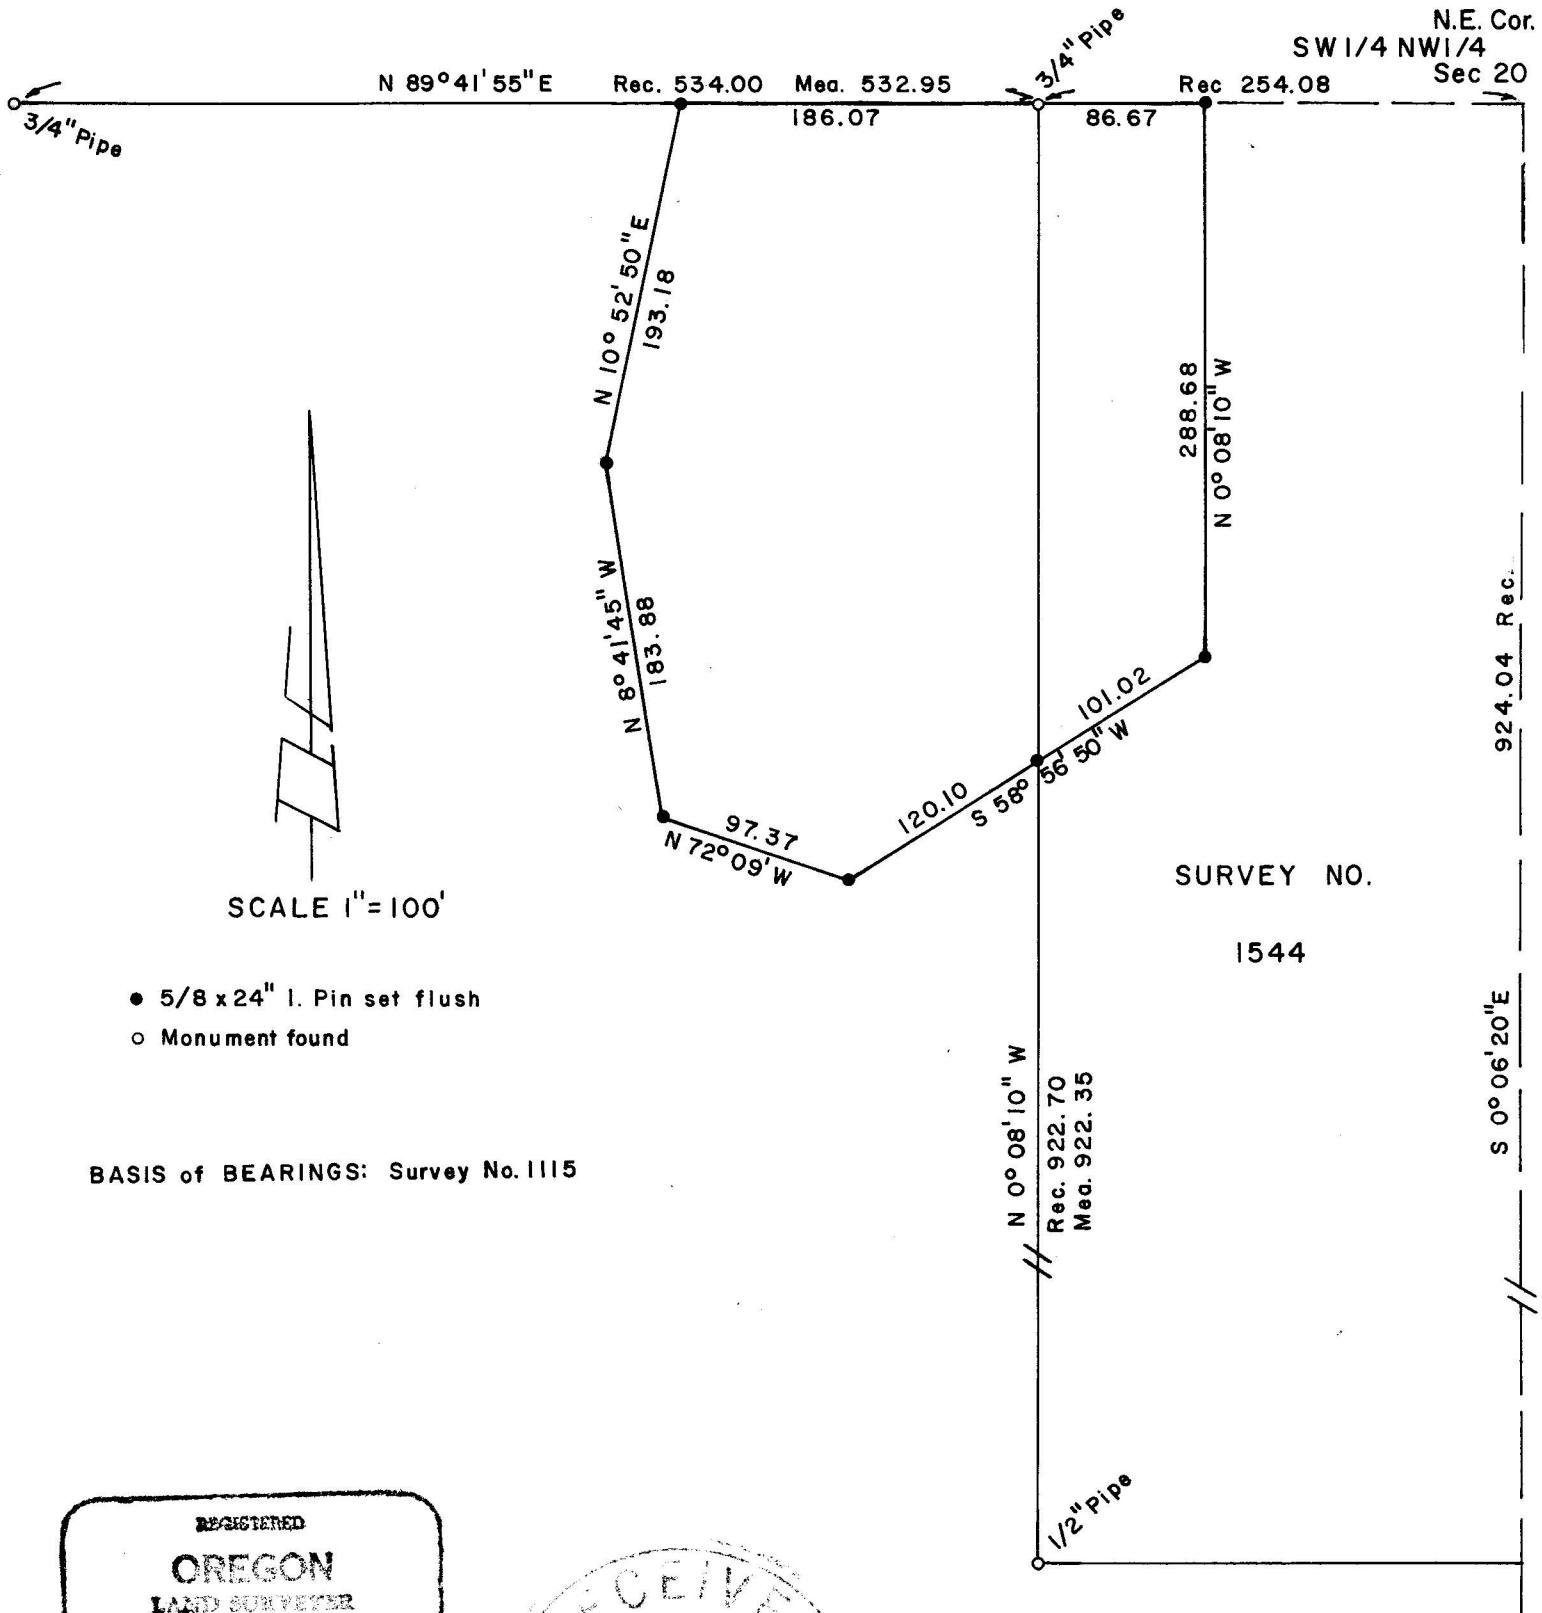 N.E. Cor.
SW 1/4 NW 1/4
Sec 20
3/4" Pipe
N 89° 41' 55" E Rec. 534.00 Mea. 532.95
Rec 254.08
186.07
86.67
3/4" Pipe
N 10° 52' 50" E
193.18
288.68
N 0° 08' 10" W
N 8° 41' 45" W
183.88
924.04 Rec.
101.02
S 58° 56' 50" W
120.10
97.37
N 72° 09' W
SURVEY NO.
1544
SCALE 1" = 100'
5/8 x 24" I. Pin set flush
Monument found
S 0° 06' 20" E
N 0° 08' 10" W
Rec. 922.70
Mea. 922.35
BASIS of BEARINGS: Survey No. 1115
1/2" Pipe
REGISTERED
OREGON
LAND SURVEYOR